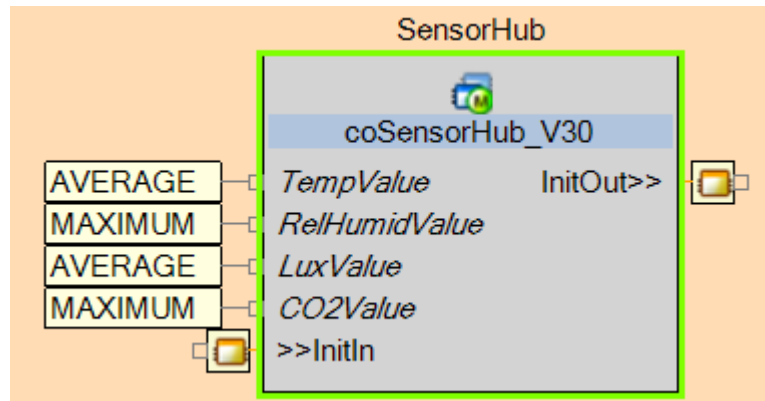 SensorHub
M
coSensorHub_V30
AVERAGE TempValue InitOut>>
MAXIMUM RelHumidValue
AVERAGE LuxValue
MAXIMUM CO2Value
>>InitIn